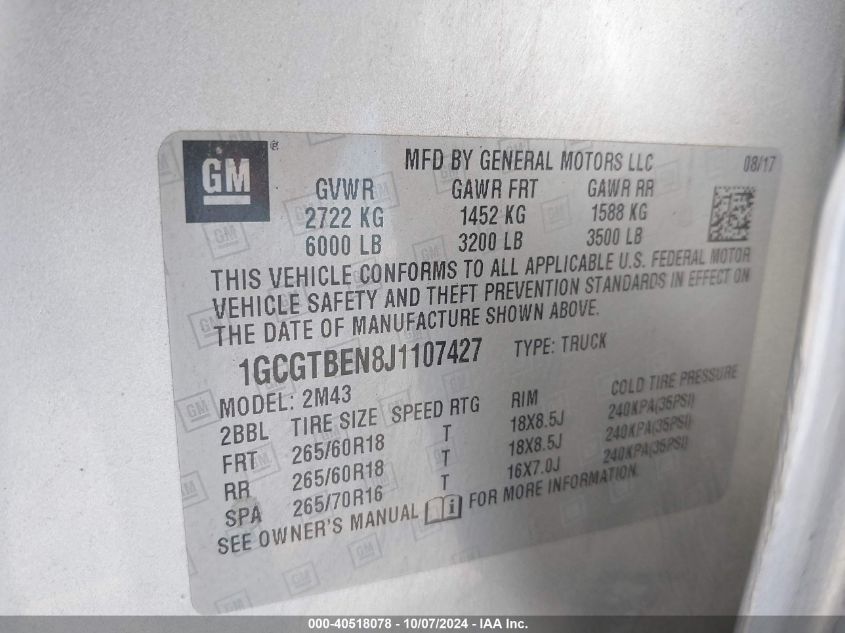 GM ® MFD BY GENERAL MOTORS LLC 08/17
GVWR GAWR FRT GAWR RR
2722 KG 1452 KG 1588 KG
6000 LB 3200 LB 3500 LB
THIS VEHICLE CONFORMS TO ALL APPLICABLE U.S. FEDERAL MOTOR
VEHICLE SAFETY AND THEFT PREVENTION STANDARDS IN EFFECT ON
THE DATE OF MANUFACTURE SHOWN ABOVE.
1GCGTBEN8J1107427 TYPE: TRUCK
MODEL: 2M43
2BBL TIRE SIZE SPEED RTG RIM COLD TIRE PRESSURE
FRT 265/60R18 T 18X8.5J 240KPA(35PSI)
RR 265/60R18 T 18X8.5J 240KPA(35PSI)
SPA 265/70R16 T 16X7.0J 240KPA(35PSI)
SEE OWNER'S MANUAL FOR MORE INFORMATION.
000-40518078 - 10/07/2024 - IAA Inc.